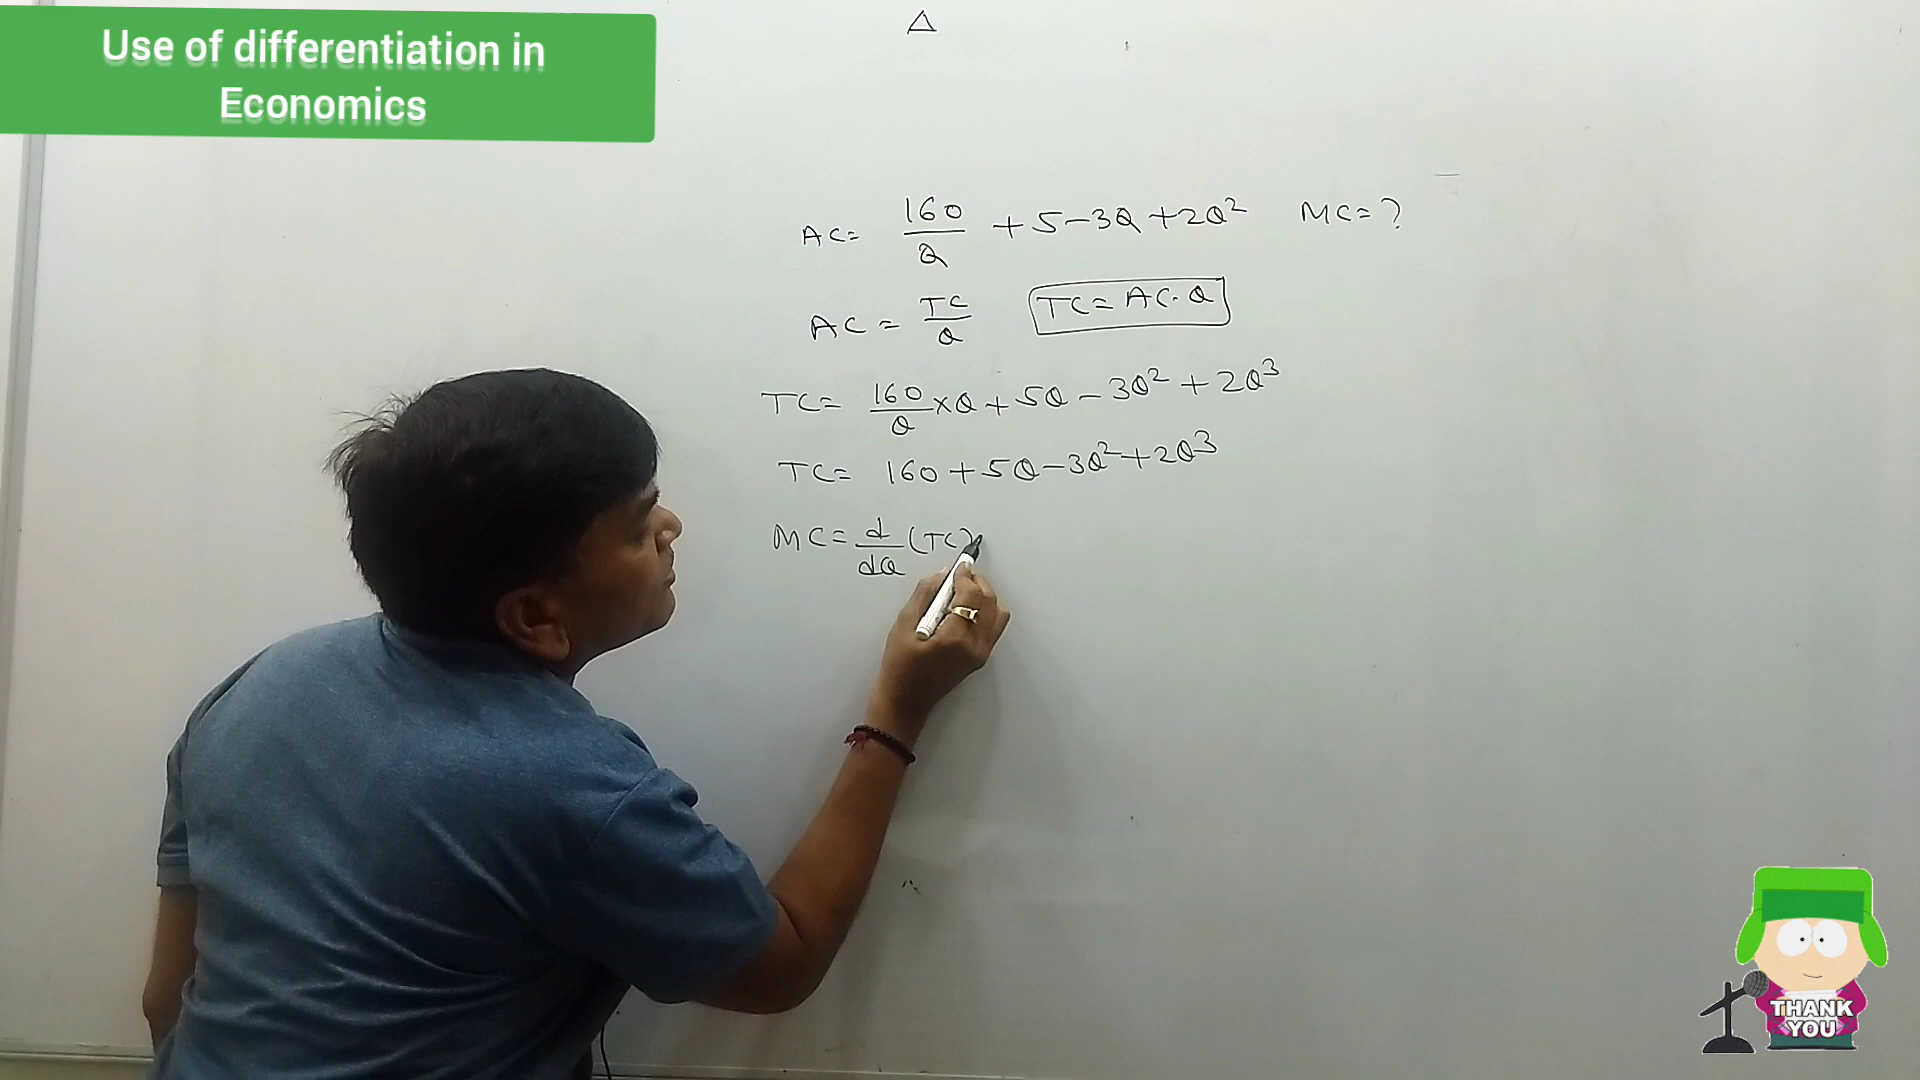 Use of differentiation in
Economics
Δ
AC= 160/Q + 5-3Q+2Q² MC=?
AC = TC/Q TC= AC.Q
TC= 160/Q ×Q + 5Q - 3Q² + 2Q³
TC= 160+5Q-3Q²+2Q³
MC= d/dQ (TC)
THANK
YOU